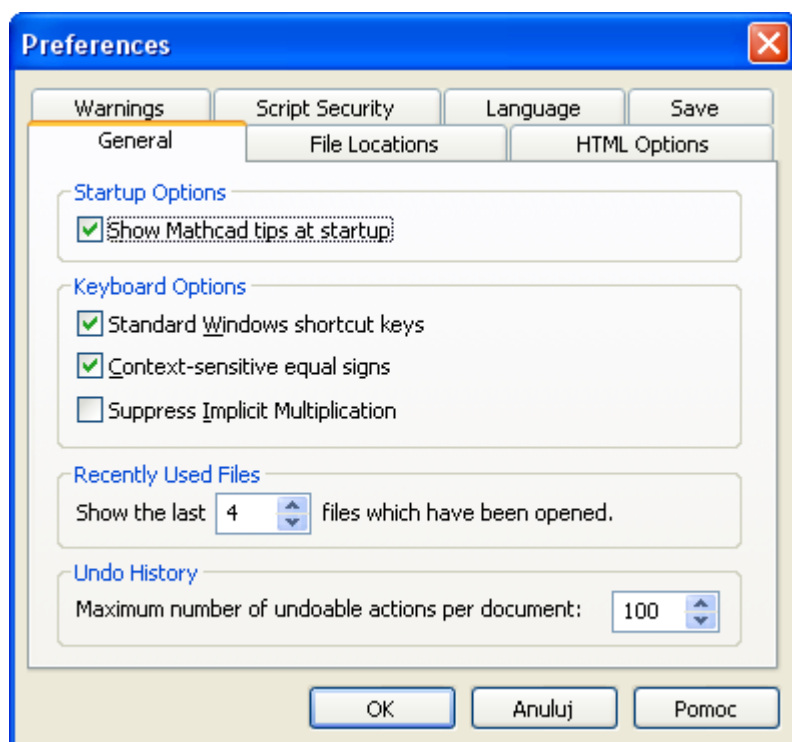 Preferences
Warnings Script Security Language Save
General File Locations HTML Options
Startup Options
Show Mathcad tips at startup
Keyboard Options
Standard Windows shortcut keys
Context-sensitive equal signs
Suppress Implicit Multiplication
Recently Used Files
Show the last 4 files which have been opened.
Undo History
Maximum number of undoable actions per document: 100
OK Anuluj Pomoc